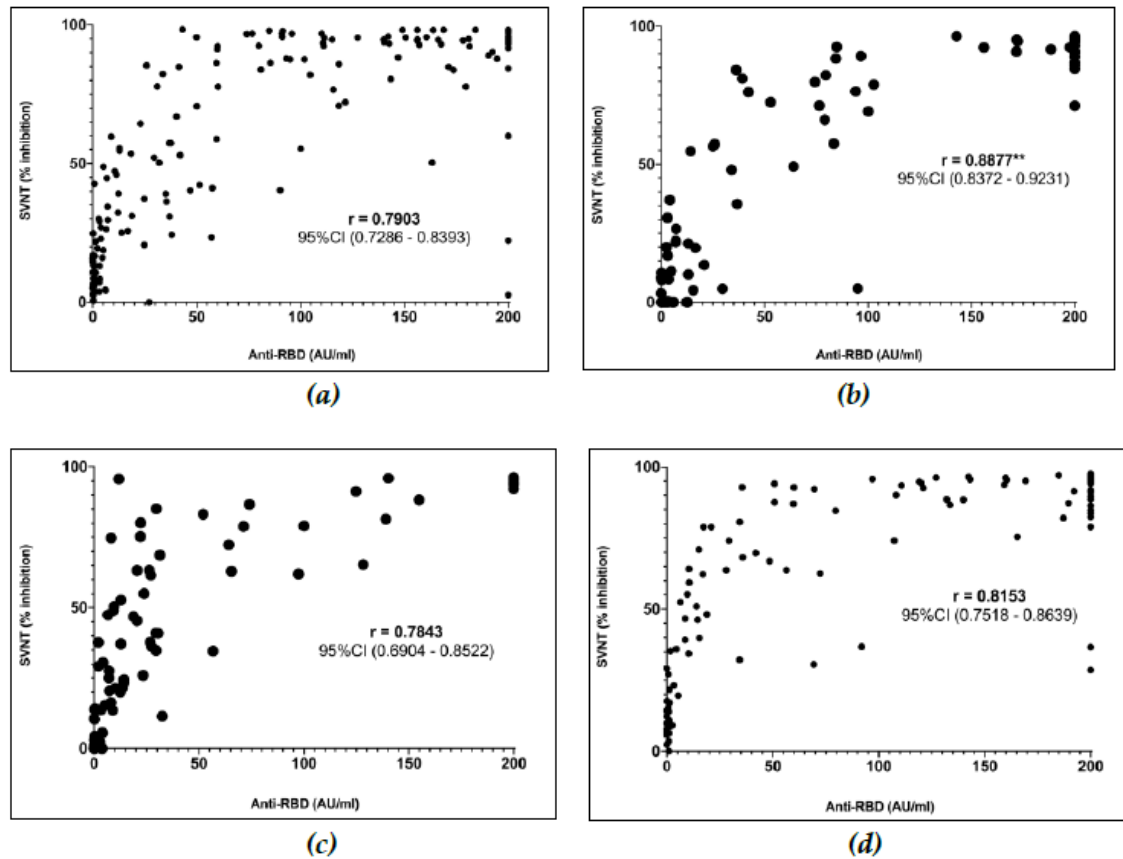 100
50
0
SVNT (% inhibition)
r = 0.7903
95%CI (0.7286 - 0.8393)
0 50 100 150 200
Anti-RBD (AU/ml)
(a)
100
50
0
SVNT (% inhibition)
r = 0.8877**
95%CI (0.8372 - 0.9231)
0 50 100 150 200
Anti-RBD (AU/ml)
(b)
100
50
0
SVNT (% inhibition)
r = 0.7843
95%CI (0.6904 - 0.8522)
0 50 100 150 200
Anti-RBD (AU/ml)
(c)
100
50
0
SVNT (% inhibition)
r = 0.8153
95%CI (0.7518 - 0.8639)
0 50 100 150 200
Anti-RBD (AU/ml)
(d)